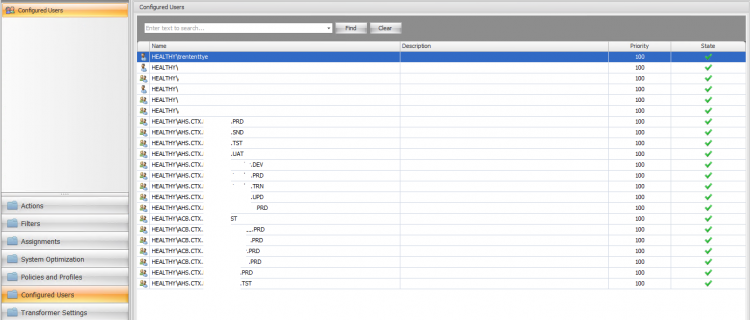 Configured Users
Configured Users
Enter text to search...
Find
Clear
Name
Description
Priority
State
HEALTHY\trententtye 100
HEALTHY\ 100
HEALTHY\ 100
HEALTHY\ 100
HEALTHY\ 100
HEALTHY\ 100
HEALTHY\AHS.CTX. .PRD 100
HEALTHY\AHS.CTX. .SND 100
HEALTHY\AHS.CTX. .TST 100
HEALTHY\AHS.CTX. .UAT 100
HEALTHY\AHS.CTX. .DEV 100
HEALTHY\AHS.CTX. .PRD 100
HEALTHY\AHS.CTX. .TRN 100
HEALTHY\AHS.CTX. .UPD 100
HEALTHY\AHS.CTX. PRD 100
HEALTHY\ACB.CTX. ST 100
HEALTHY\ACB.CTX. .PRD 100
HEALTHY\ACB.CTX. .PRD 100
HEALTHY\ACB.CTX. .PRD 100
HEALTHY\ACB.CTX. .PRD 100
HEALTHY\AHS.CTX. .PRD 100
HEALTHY\AHS.CTX. .TST 100
Actions
Filters
Assignments
System Optimization
Policies and Profiles
Configured Users
Transformer Settings